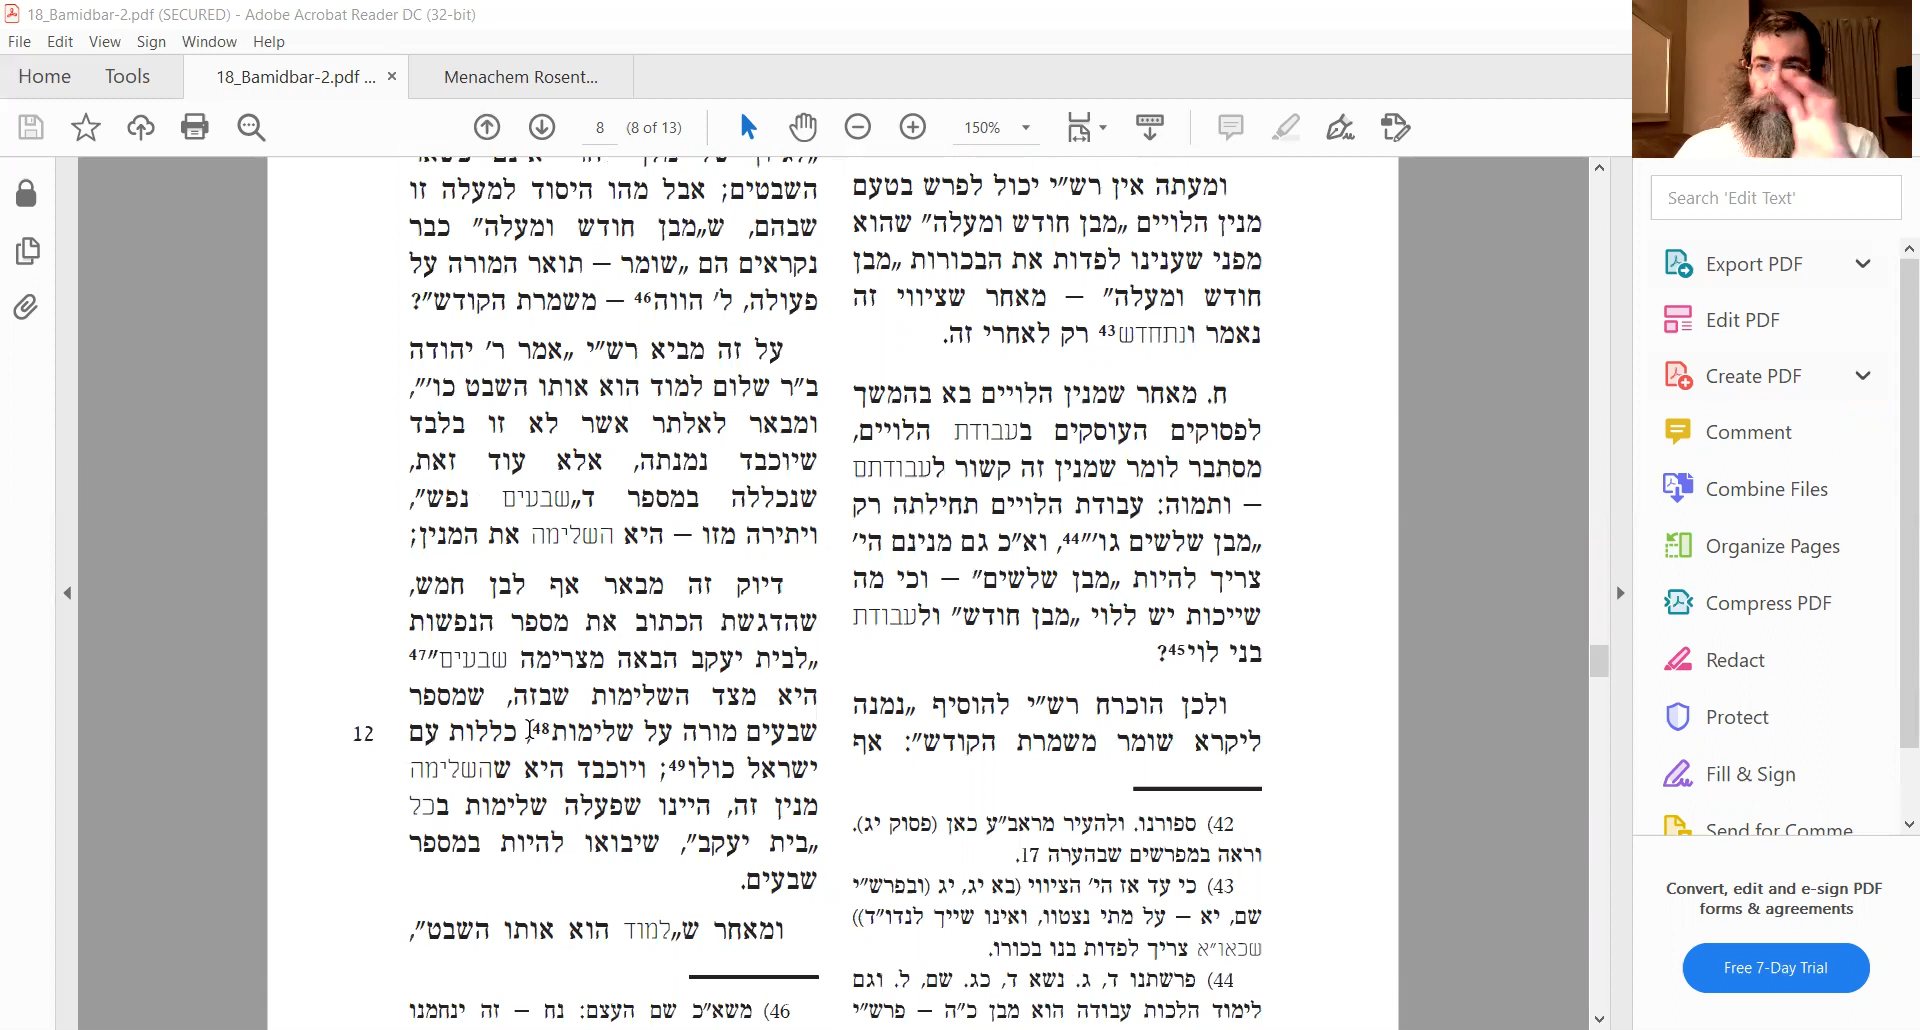 18_Bamidbar-2.pdf (SECURED) - Adobe Acrobat Reader DC (32-bit)
File Edit View Sign Window Help
Home Tools 18_Bamidbar-2.pdf ... × Menachem Rosent...
8 (8 of 13) 150%
ומעתה אין רש"י יכול לפרש בטעם
מנין הלויים „מבן חודש ומעלה" שהוא
מפני שענינו לפדות את הבכורות „מבן
חודש ומעלה" – מאחר שציווי זה
נאמר ונתחדש⁴³ רק לאחרי זה.
ח. מאחר שמנין הלויים בא בהמשך
לפסוקים העוסקים בעבודת הלויים,
מסתבר לומר שמנין זה קשור לעבודתם
– ותמוה: עבודת הלויים תחילתה רק
„מבן שלשים גו'"⁴⁴, וא"כ גם מנינם הי'
צריך להיות „מבן שלשים" – וכי מה
שייכות יש ללוי „מבן חודש" ולעבודת
בני לוי⁴⁵?
ולכן הוכרח רש"י להוסיף „נמנה
ליקרא שומר משמרת הקודש": אף
42) ספורנו. ולהעיר מראב"ע כאן (פסוק יג).
וראה במפרשים שבהערה 17.
43) כי עד אז הי' הציווי (בא יג, יג (ובפרש"י
שם, יא – על מתי נצטוו, ואינו שייך לנדו"ד))
שכאו"א צריך לפדות בנו בכורו.
44) פרשתנו ד, ג. נשא ד, כג. שם, ל. וגם
לימוד הלכות עבודה הוא מבן כ"ה – פרש"י
השבטים; אבל מהו היסוד למעלה זו
שבהם, ש„מבן חודש ומעלה" כבר
נקראים הם „שומר – תואר המורה על
פעולה, ל' הווה⁴⁶ – משמרת הקודש"?
על זה מביא רש"י „אמר ר' יהודה
ב"ר שלום למוד הוא אותו השבט כו'",
ומבאר לאלתר אשר לא זו בלבד
שיוכבד נמנתה, אלא עוד זאת,
שנכללה במספר ד„שבעים נפש",
ויתירה מזו – היא השלימה את המנין;
דיוק זה מבאר אף לבן חמש,
שהדגשת הכתוב את מספר הנפשות
„לבית יעקב הבאה מצרימה שבעים"⁴⁷
היא מצד השלימות שבזה, שמספר
שבעים מורה על שלימות⁴⁸, כללות עם
12
ישראל כולו⁴⁹; ויוכבד היא שהשלימה
מנין זה, היינו שפעלה שלימות בכל
„בית יעקב", שיבואו להיות במספר
שבעים.
ומאחר ש„למוד הוא אותו השבט",
46) משא"כ שם העצם: נח – זה ינחמנו
Search 'Edit Text'
Export PDF
Edit PDF
Create PDF
Comment
Combine Files
Organize Pages
Compress PDF
Redact
Protect
Fill & Sign
Send for Comme
Convert, edit and e-sign PDF
forms & agreements
Free 7-Day Trial